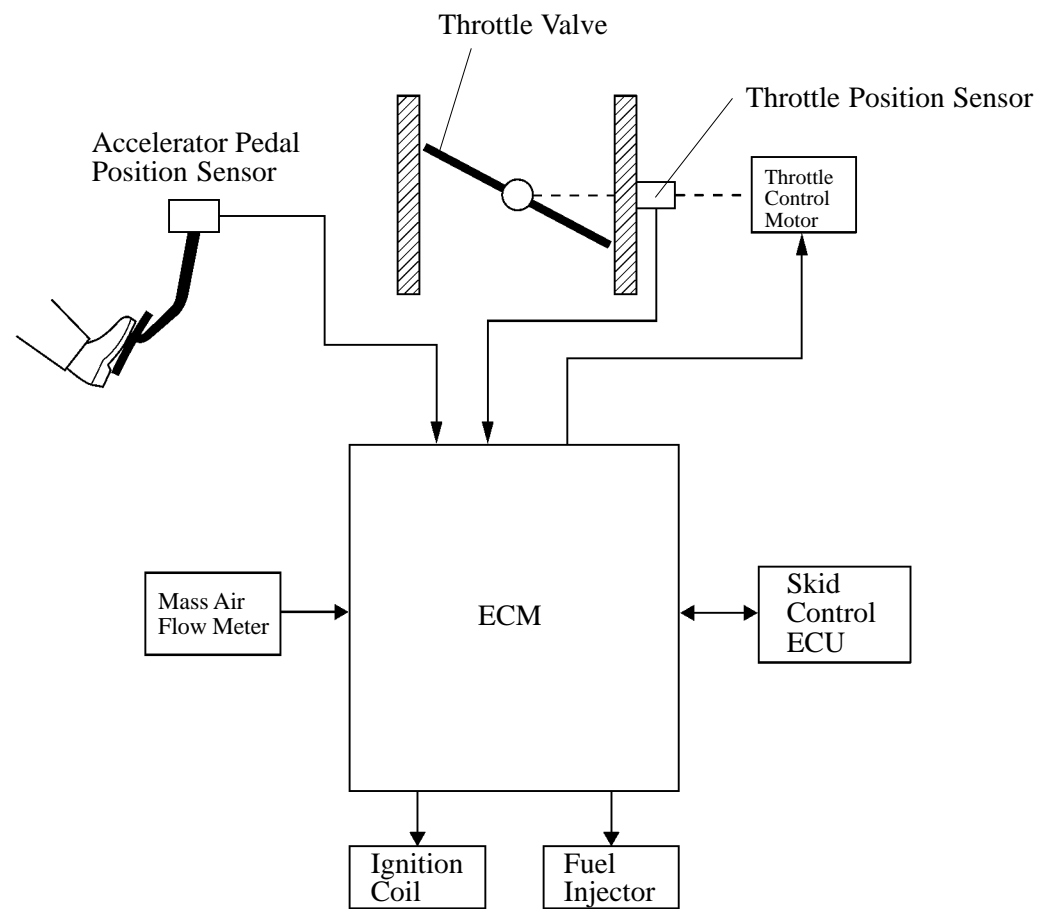 Throttle Valve
Throttle Position Sensor
Accelerator Pedal
Position Sensor
Throttle
Control
Motor
Mass Air
Flow Meter
ECM
Skid
Control
ECU
Ignition
Coil
Fuel
Injector